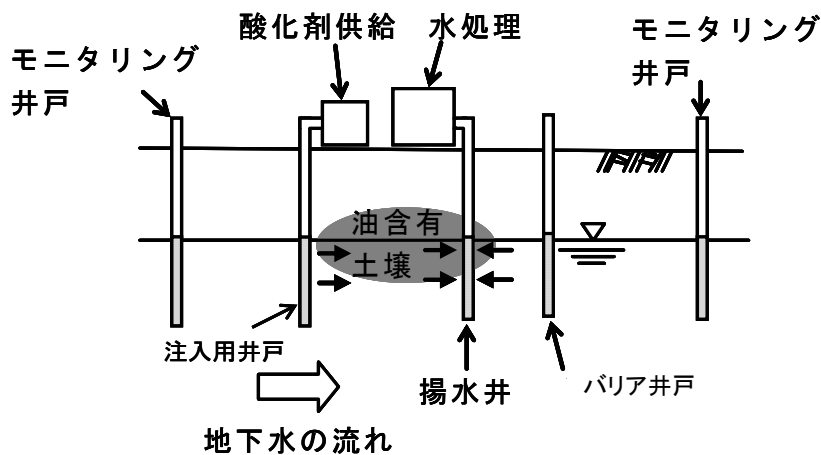 酸化剤供給
水処理
モニタリング
井戸
モニタリング
井戸
油含有
土壌
注入用井戸
揚水井
バリア井戸
地下水の流れ